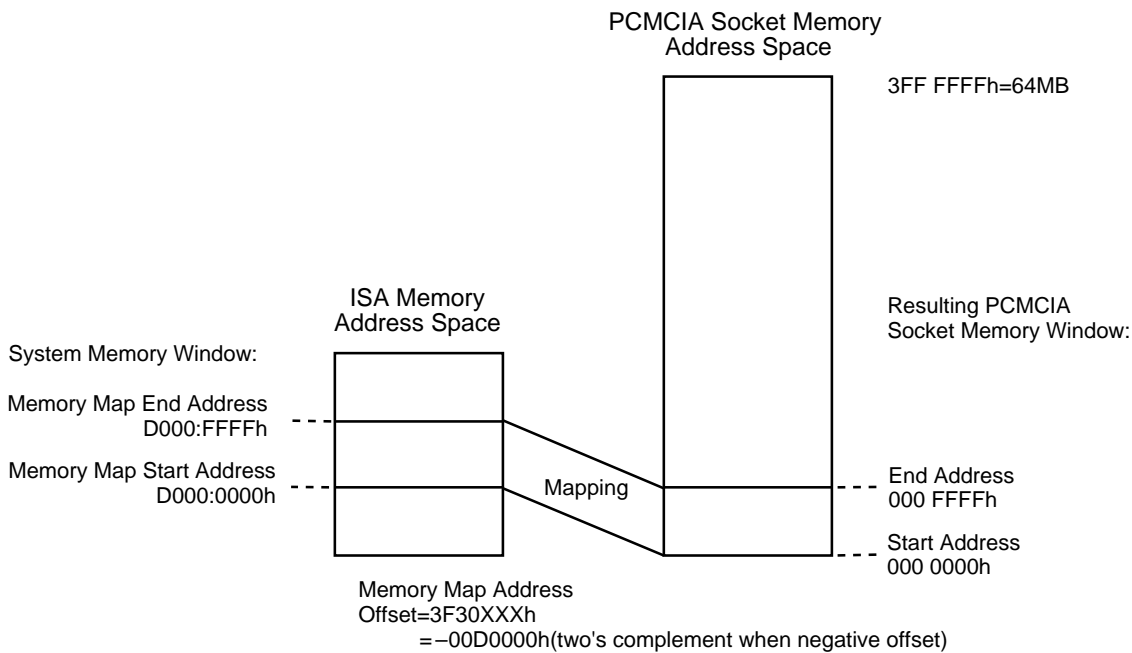 PCMCIA Socket Memory
Address Space
3FF FFFFh=64MB
ISA Memory
Address Space
Resulting PCMCIA
Socket Memory Window:
System Memory Window:
Memory Map End Address
D000:FFFFh
Memory Map Start Address
D000:0000h
Mapping
End Address
000 FFFFh
Start Address
000 0000h
Memory Map Address
Offset=3F30XXXh
=−00D0000h(two's complement when negative offset)